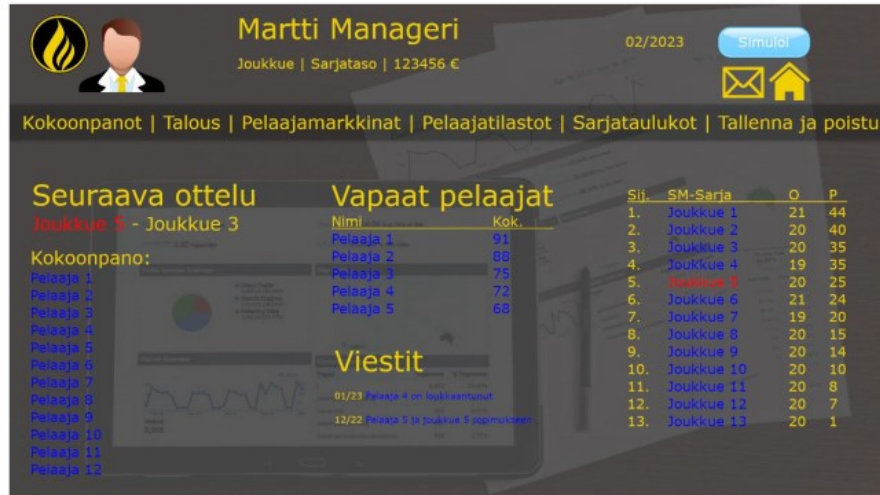 Martti Manageri
Joukkue | Sarjataso | 123456 €
02/2023
Simuloi
Kokoonpanot | Talous | Pelaajamarkkinat | Pelaajatilastot | Sarjataulukot | Tallenna ja poistu
Seuraava ottelu
Joukkue 5 - Joukkue 3
Kokoonpano:
Pelaaja 1
Pelaaja 2
Pelaaja 3
Pelaaja 4
Pelaaja 5
Pelaaja 6
Pelaaja 7
Pelaaja 8
Pelaaja 9
Pelaaja 10
Pelaaja 11
Pelaaja 12
Vapaat pelaajat
Nimi Kok.
Pelaaja 1 91
Pelaaja 2 88
Pelaaja 3 75
Pelaaja 4 72
Pelaaja 5 68
Viestit
01/23 Pelaaja 4 on loukkaantunut
12/22 Pelaaja 5 ja joukkue 5 sopimukseen
Sij. SM-Sarja O P
1. Joukkue 1 21 44
2. Joukkue 2 20 40
3. Joukkue 3 20 35
4. Joukkue 4 19 35
5. Joukkue 5 20 25
6. Joukkue 6 21 24
7. Joukkue 7 19 20
8. Joukkue 8 20 15
9. Joukkue 9 20 14
10. Joukkue 10 20 10
11. Joukkue 11 20 8
12. Joukkue 12 20 7
13. Joukkue 13 20 1